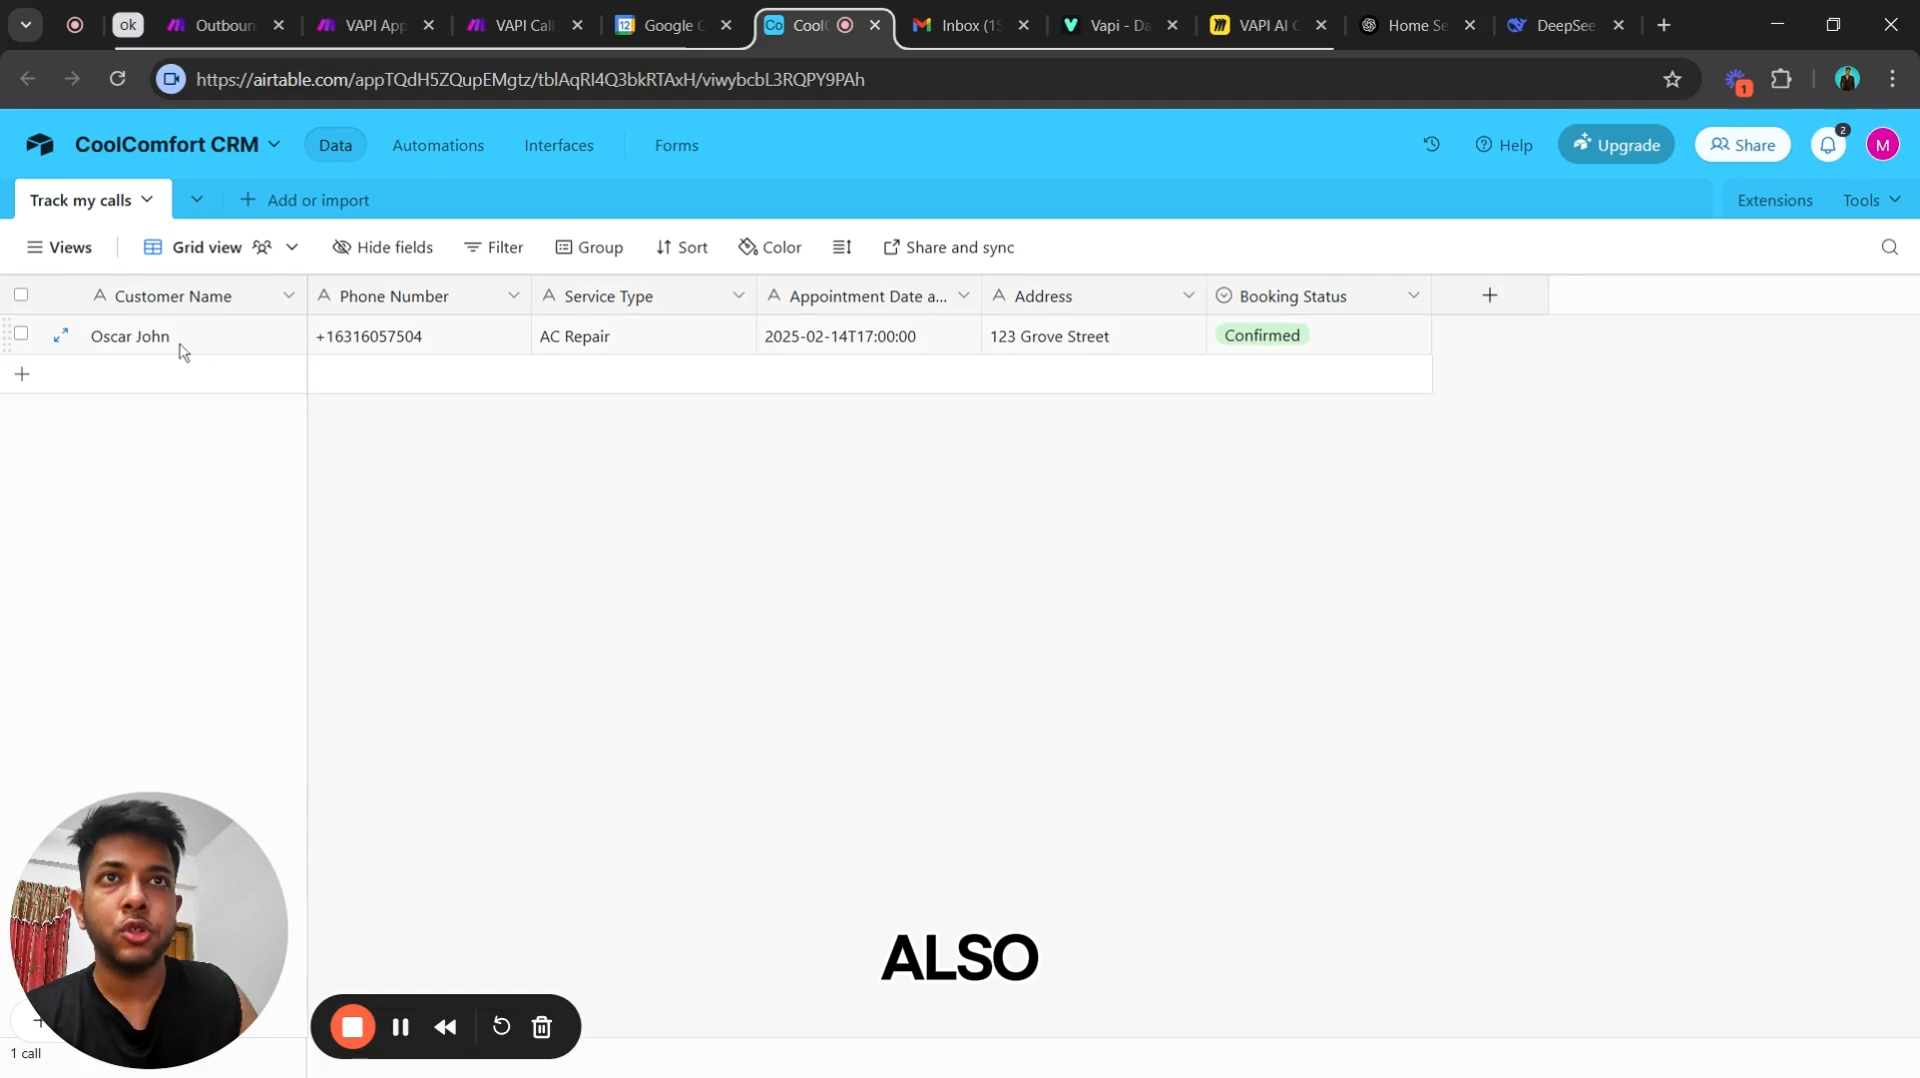 ok
Outboun
VAPI App
VAPI Call
Google C
Cool
Inbox (15
Vapi - Da
VAPI AI C
Home Se
DeepSee
https://airtable.com/appTQdH5ZQupEMgtz/tblAqRI4Q3bkRTAxH/viwybcbL3RQPY9PAh
1
CoolComfort CRM
Data
Automations
Interfaces
Forms
Help
Upgrade
Share
2
M
Track my calls
Add or import
Extensions
Tools
Views
Grid view
Hide fields
Filter
Group
Sort
Color
Share and sync
Customer Name
Phone Number
Service Type
Appointment Date a...
Address
Booking Status
Oscar John
+16316057504
AC Repair
2025-02-14T17:00:00
123 Grove Street
Confirmed
ALSO
1 call